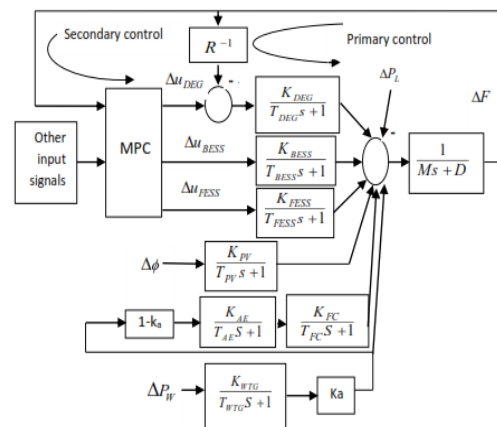 Secondary control
R⁻¹
Primary control
Δu_DEG
-
K_DEG
T_DEG s + 1
ΔP_L
-
ΔF
Other
input
signals
MPC
Δu_BESS
K_BESS
T_BESS s + 1
1
Ms + D
Δu_FESS
K_FESS
T_FESS s + 1
Δϕ
K_PV
T_PV s + 1
1-kₐ
K_AE
T_AE S + 1
K_FC
T_FC S + 1
ΔP_W
K_WTG
T_WTG S + 1
Ka